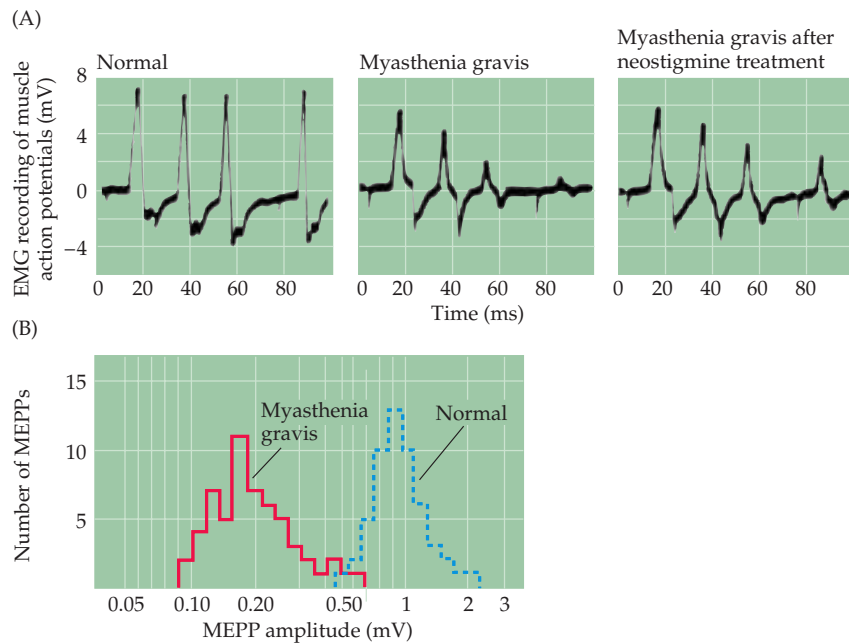 (A)
Normal
Myasthenia gravis
Myasthenia gravis after
neostigmine treatment
EMG recording of muscle
action potentials (mV)
8
4
0
−4
0 20 40 60 80
0 20 40 60 80
0 20 40 60 80
Time (ms)
(B)
Number of MEPPs
15
10
5
Myasthenia
gravis
Normal
0.05 0.10 0.20 0.50 1 2 3
MEPP amplitude (mV)